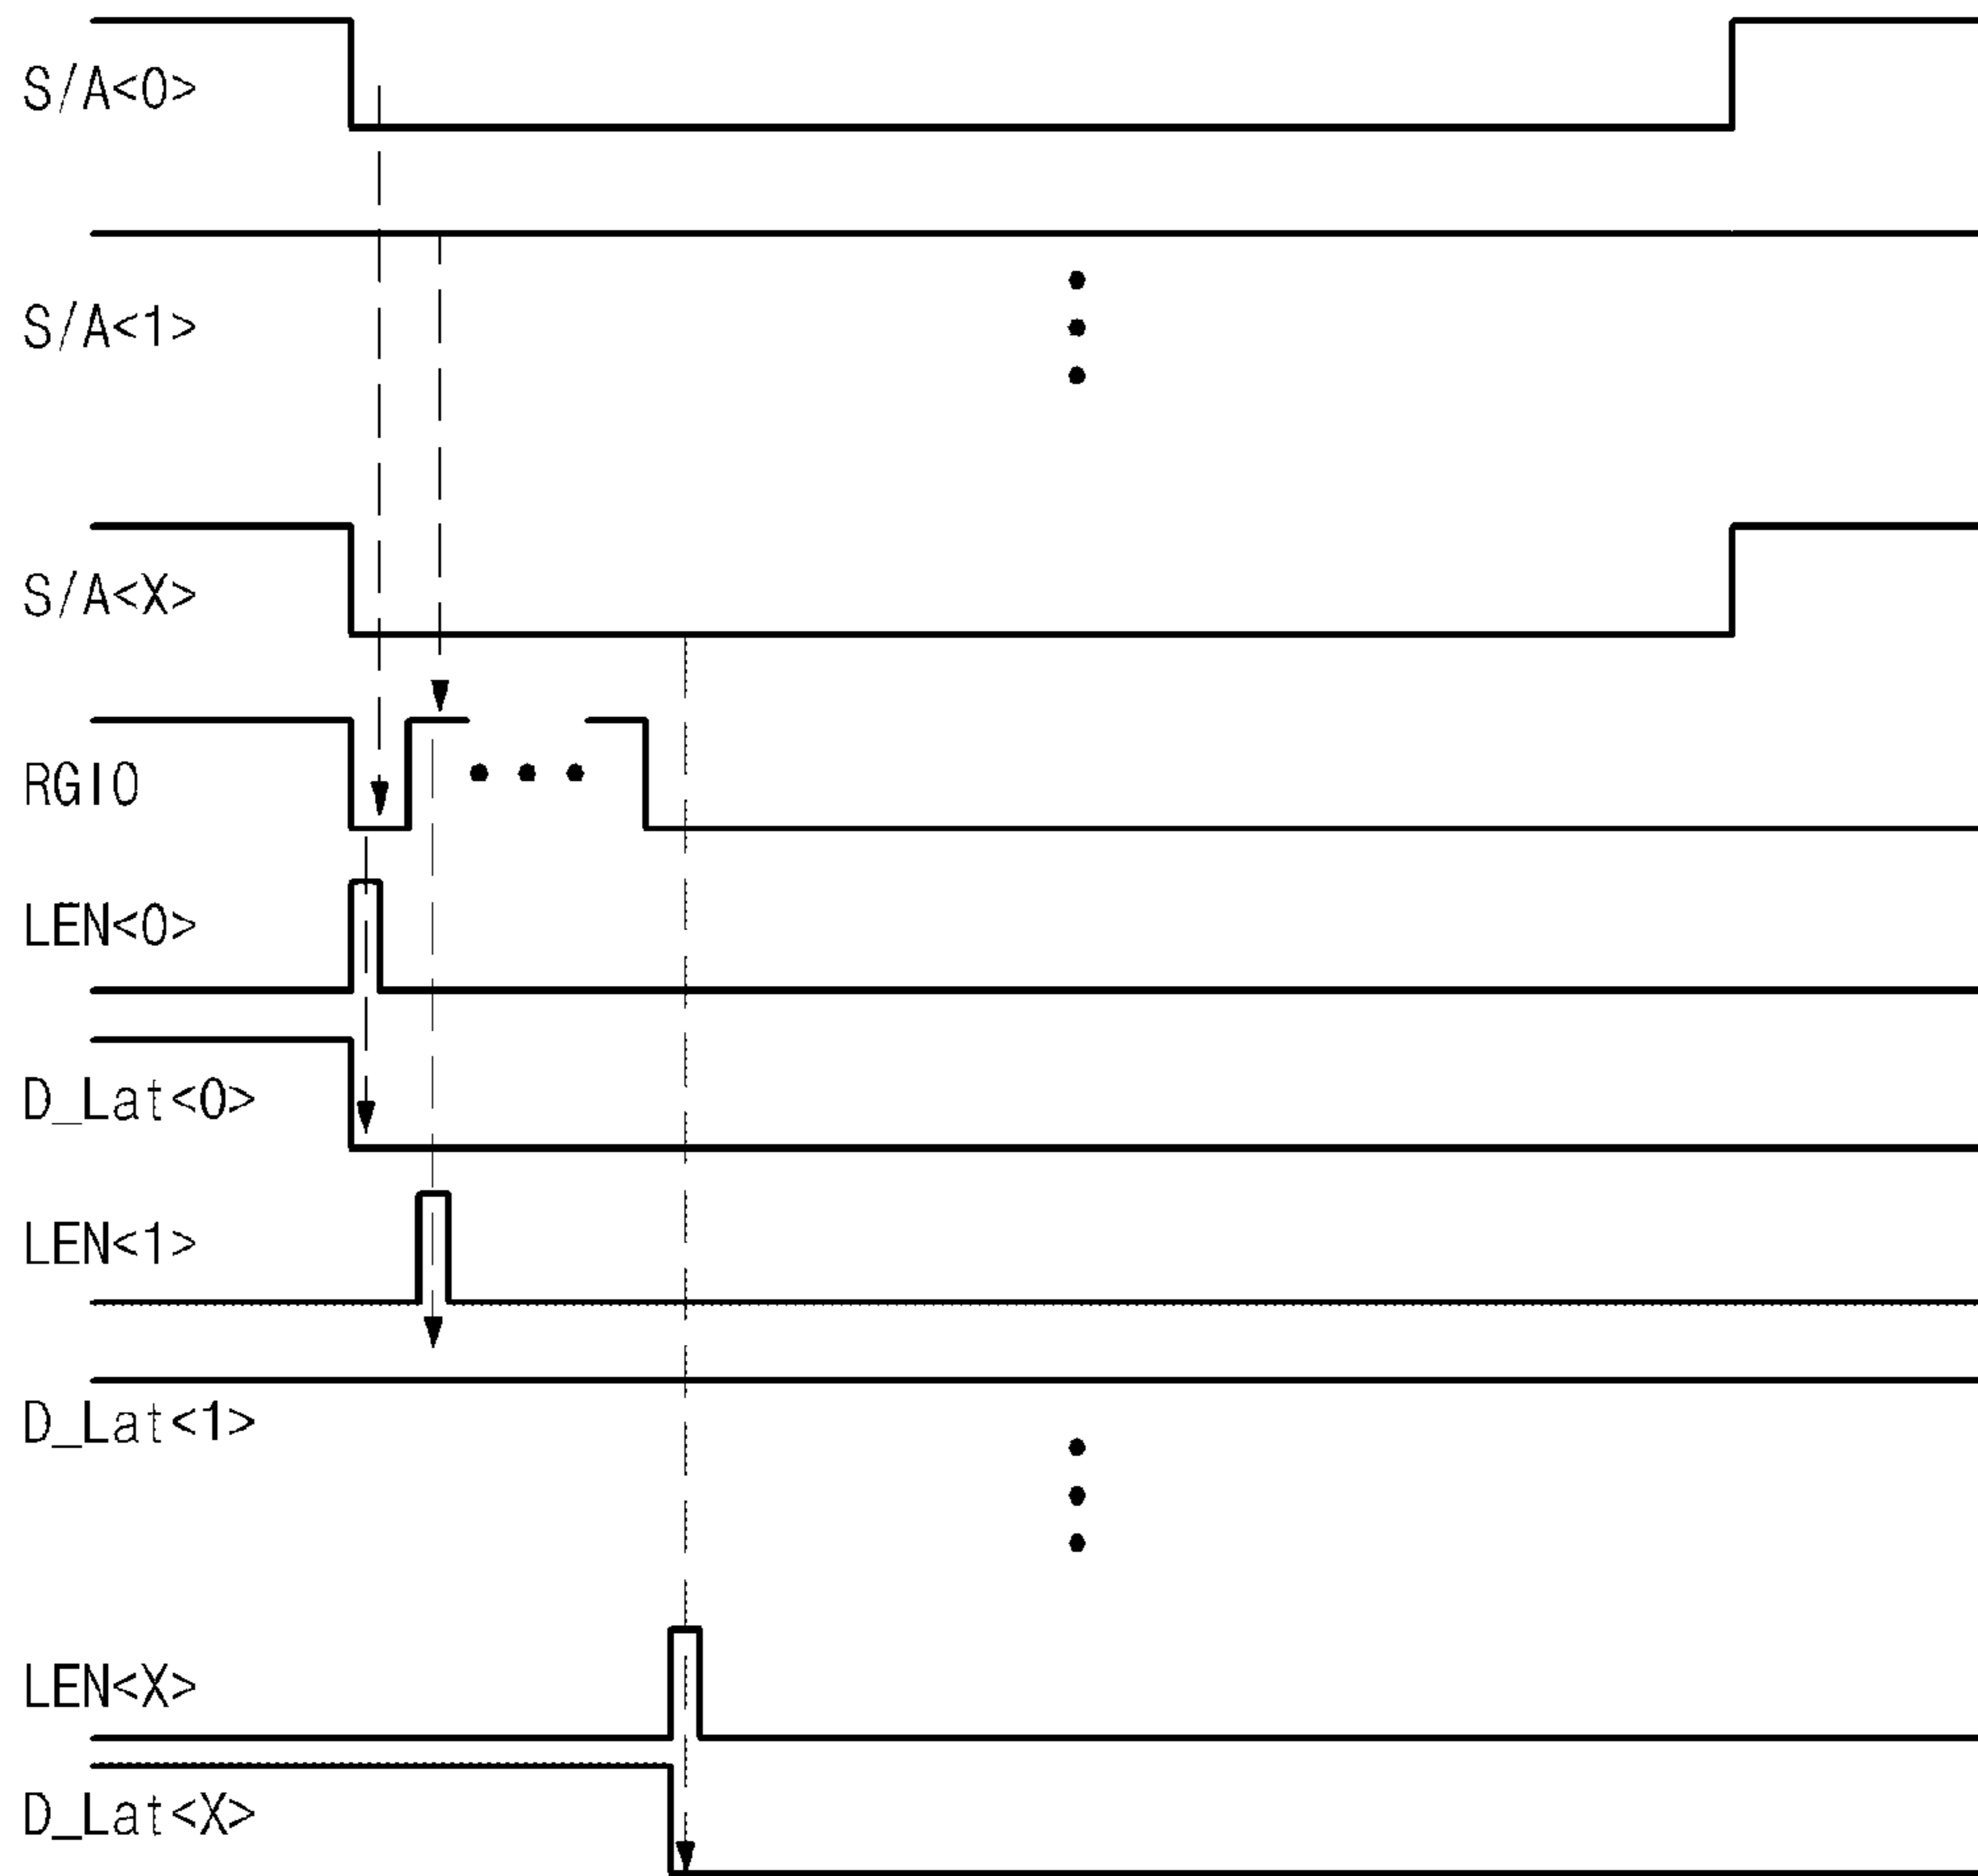 S/A<0>
S/A<1>
S/A<X>
RGIO
LEN<0>
D_Lat<0>
LEN<1>
D_Lat<1>
LEN<X>
D_Lat<X>